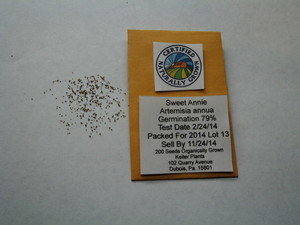 CERTIFIED
NATURALLY GROWN
Sweet Annie
Artemisia annua
Germination 79%
Test Date 2/24/14
Packed For 2014 Lot 13
Sell By 11/24/14
200 Seeds Organically Grown
Kelter Plants
102 Quarry Avenue
Dubois, Pa. 15801